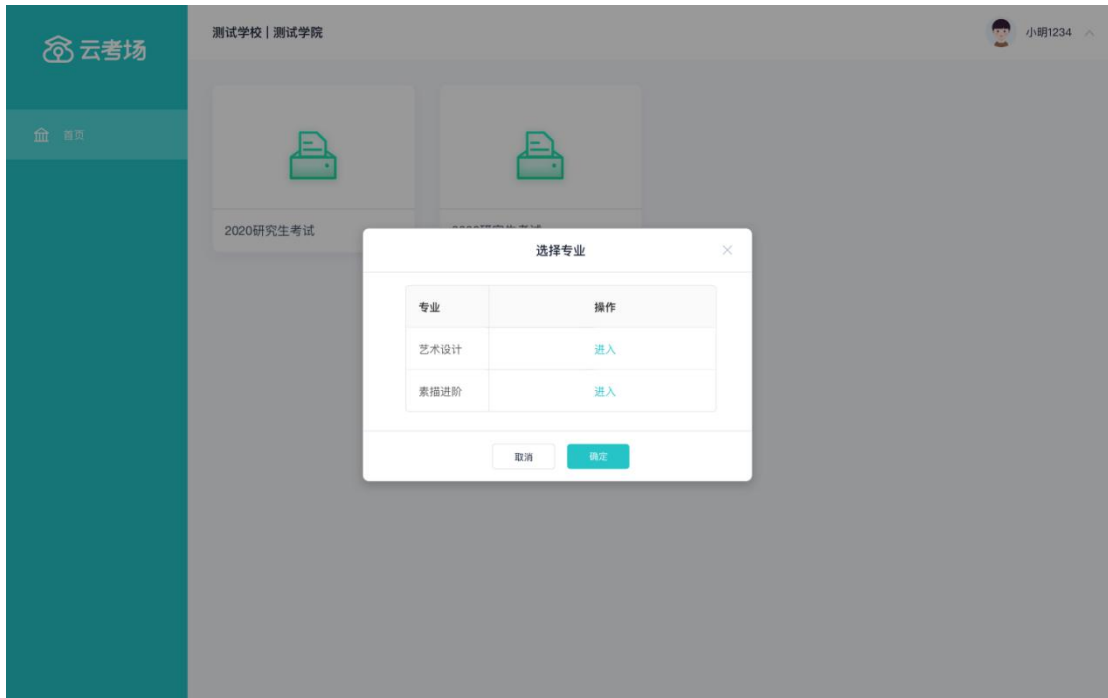 云考场
测试学校 | 测试学院
小明1234
首页
2020研究生考试
选择专业
专业 操作
艺术设计 进入
素描进阶 进入
取消 确定